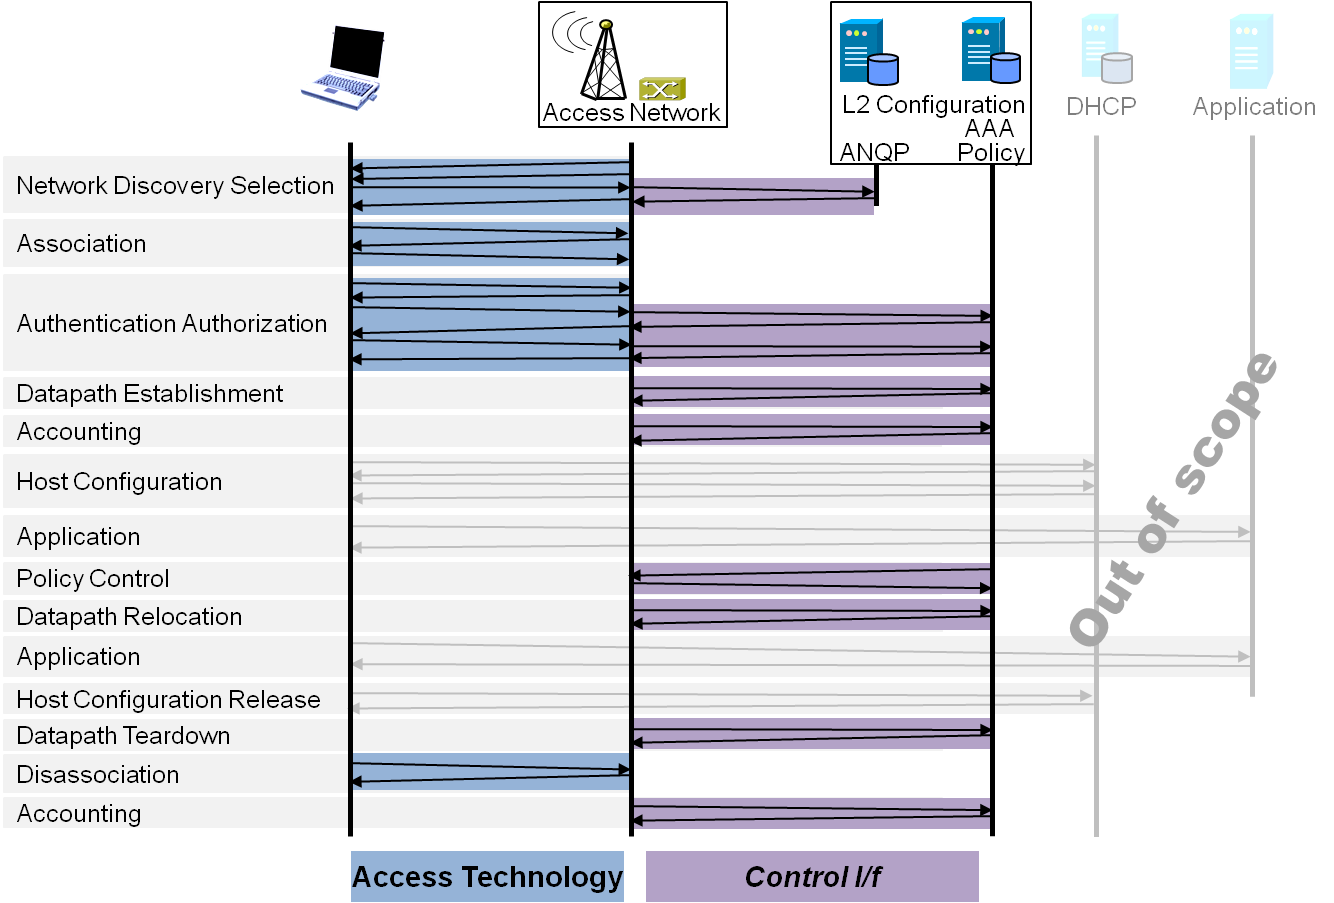 Access Network
L2 Configuration
AAA
ANQP
Policy
DHCP
Application
Network Discovery Selection
Association
Authentication Authorization
Datapath Establishment
Accounting
Host Configuration
Application
Policy Control
Datapath Relocation
Application
Host Configuration Release
Datapath Teardown
Disassociation
Accounting
Out of scope
Access Technology
Control I/f